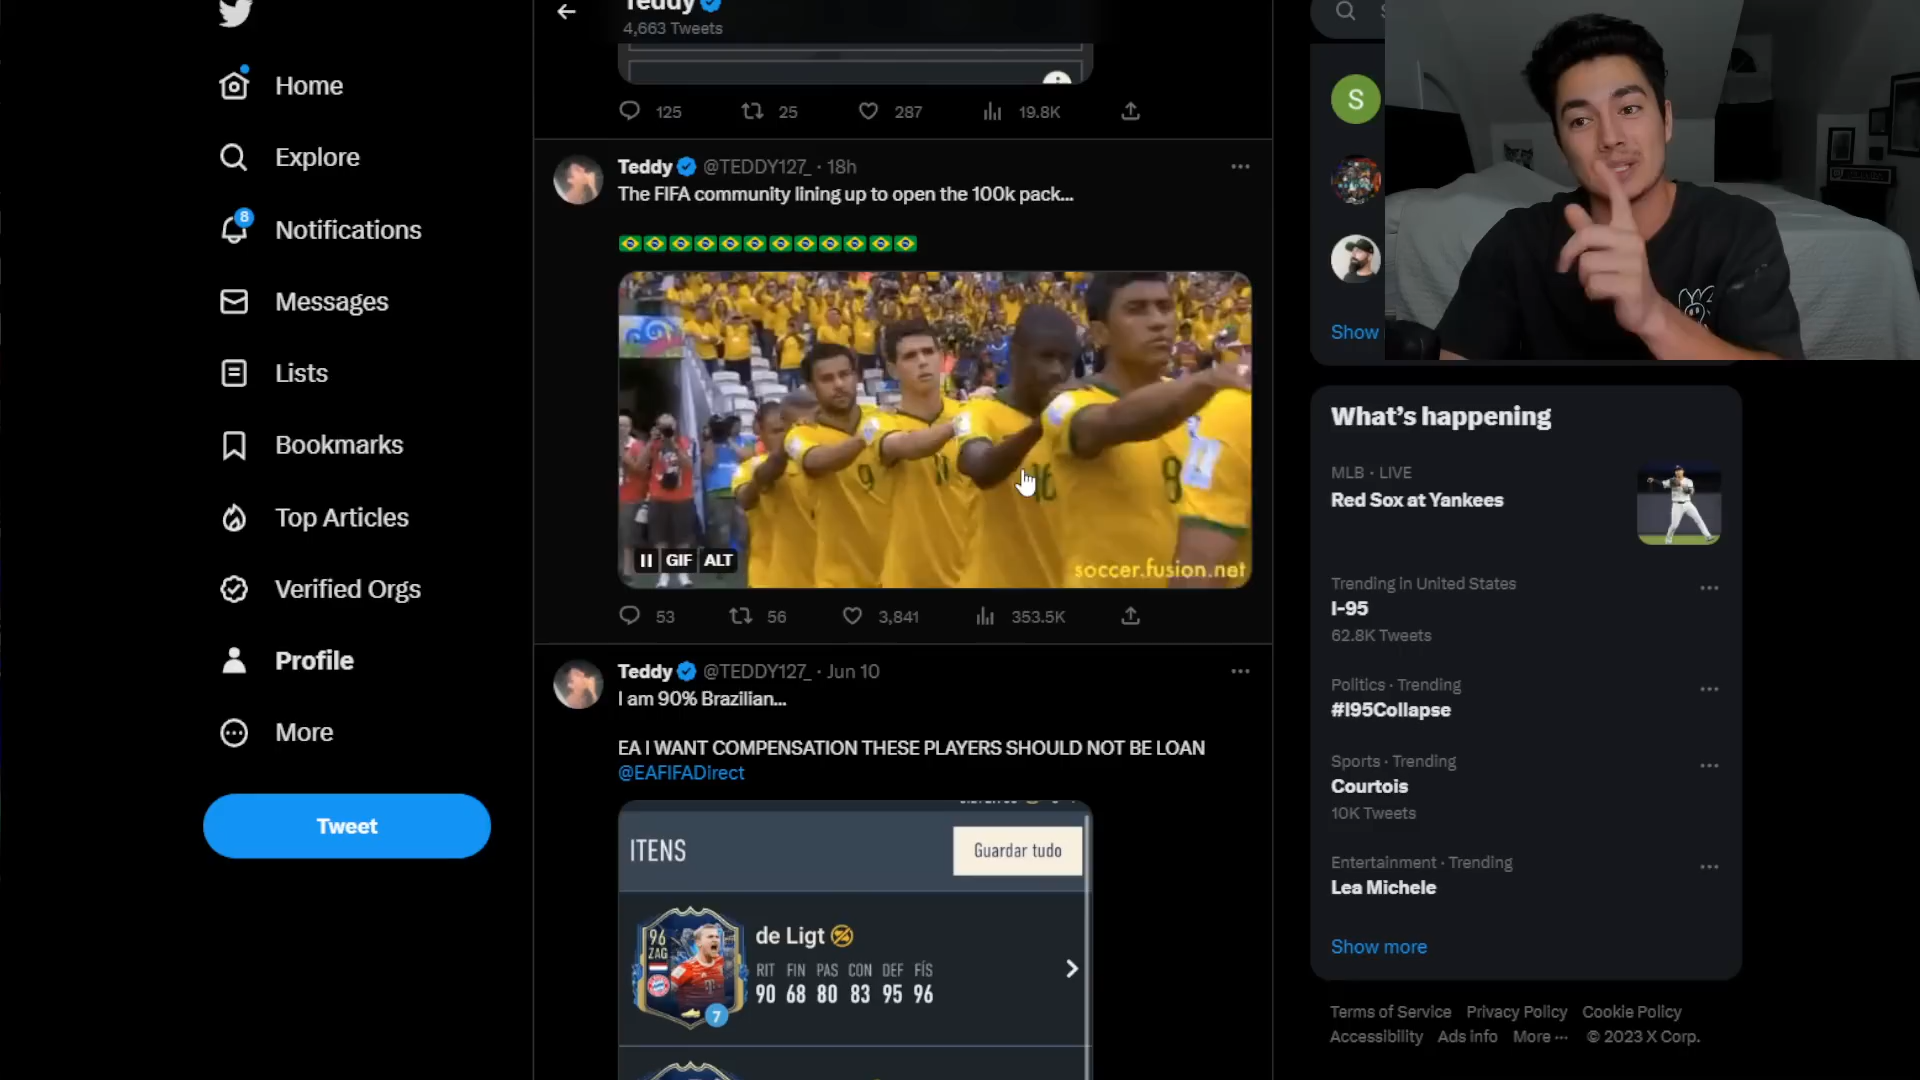 Home
Explore
8
Notifications
Messages
Lists
Bookmarks
Top Articles
Verified Orgs
Profile
More
Tweet
Teddy
4,663 Tweets
125 25 287 19.8K
Teddy @TEDDY127_ · 18h
The FIFA community lining up to open the 100k pack...
9
11
16
8
GIF ALT
soccer.fusion.net
53 56 3,841 353.5K
Teddy @TEDDY127_ · Jun 10
I am 90% Brazilian...
EA I WANT COMPENSATION THESE PLAYERS SHOULD NOT BE LOAN
@EAFIFADirect
ITENS
Guardar tudo
96
ZAG
7
de Ligt
RIT FIN PAS CON DEF FÍS
90 68 80 83 95 96
S
Show
What's happening
MLB · LIVE
Red Sox at Yankees
Trending in United States
I-95
62.8K Tweets
Politics · Trending
#I95Collapse
Sports · Trending
Courtois
10K Tweets
Entertainment · Trending
Lea Michele
Show more
Terms of Service Privacy Policy Cookie Policy
Accessibility Ads info More ··· © 2023 X Corp.